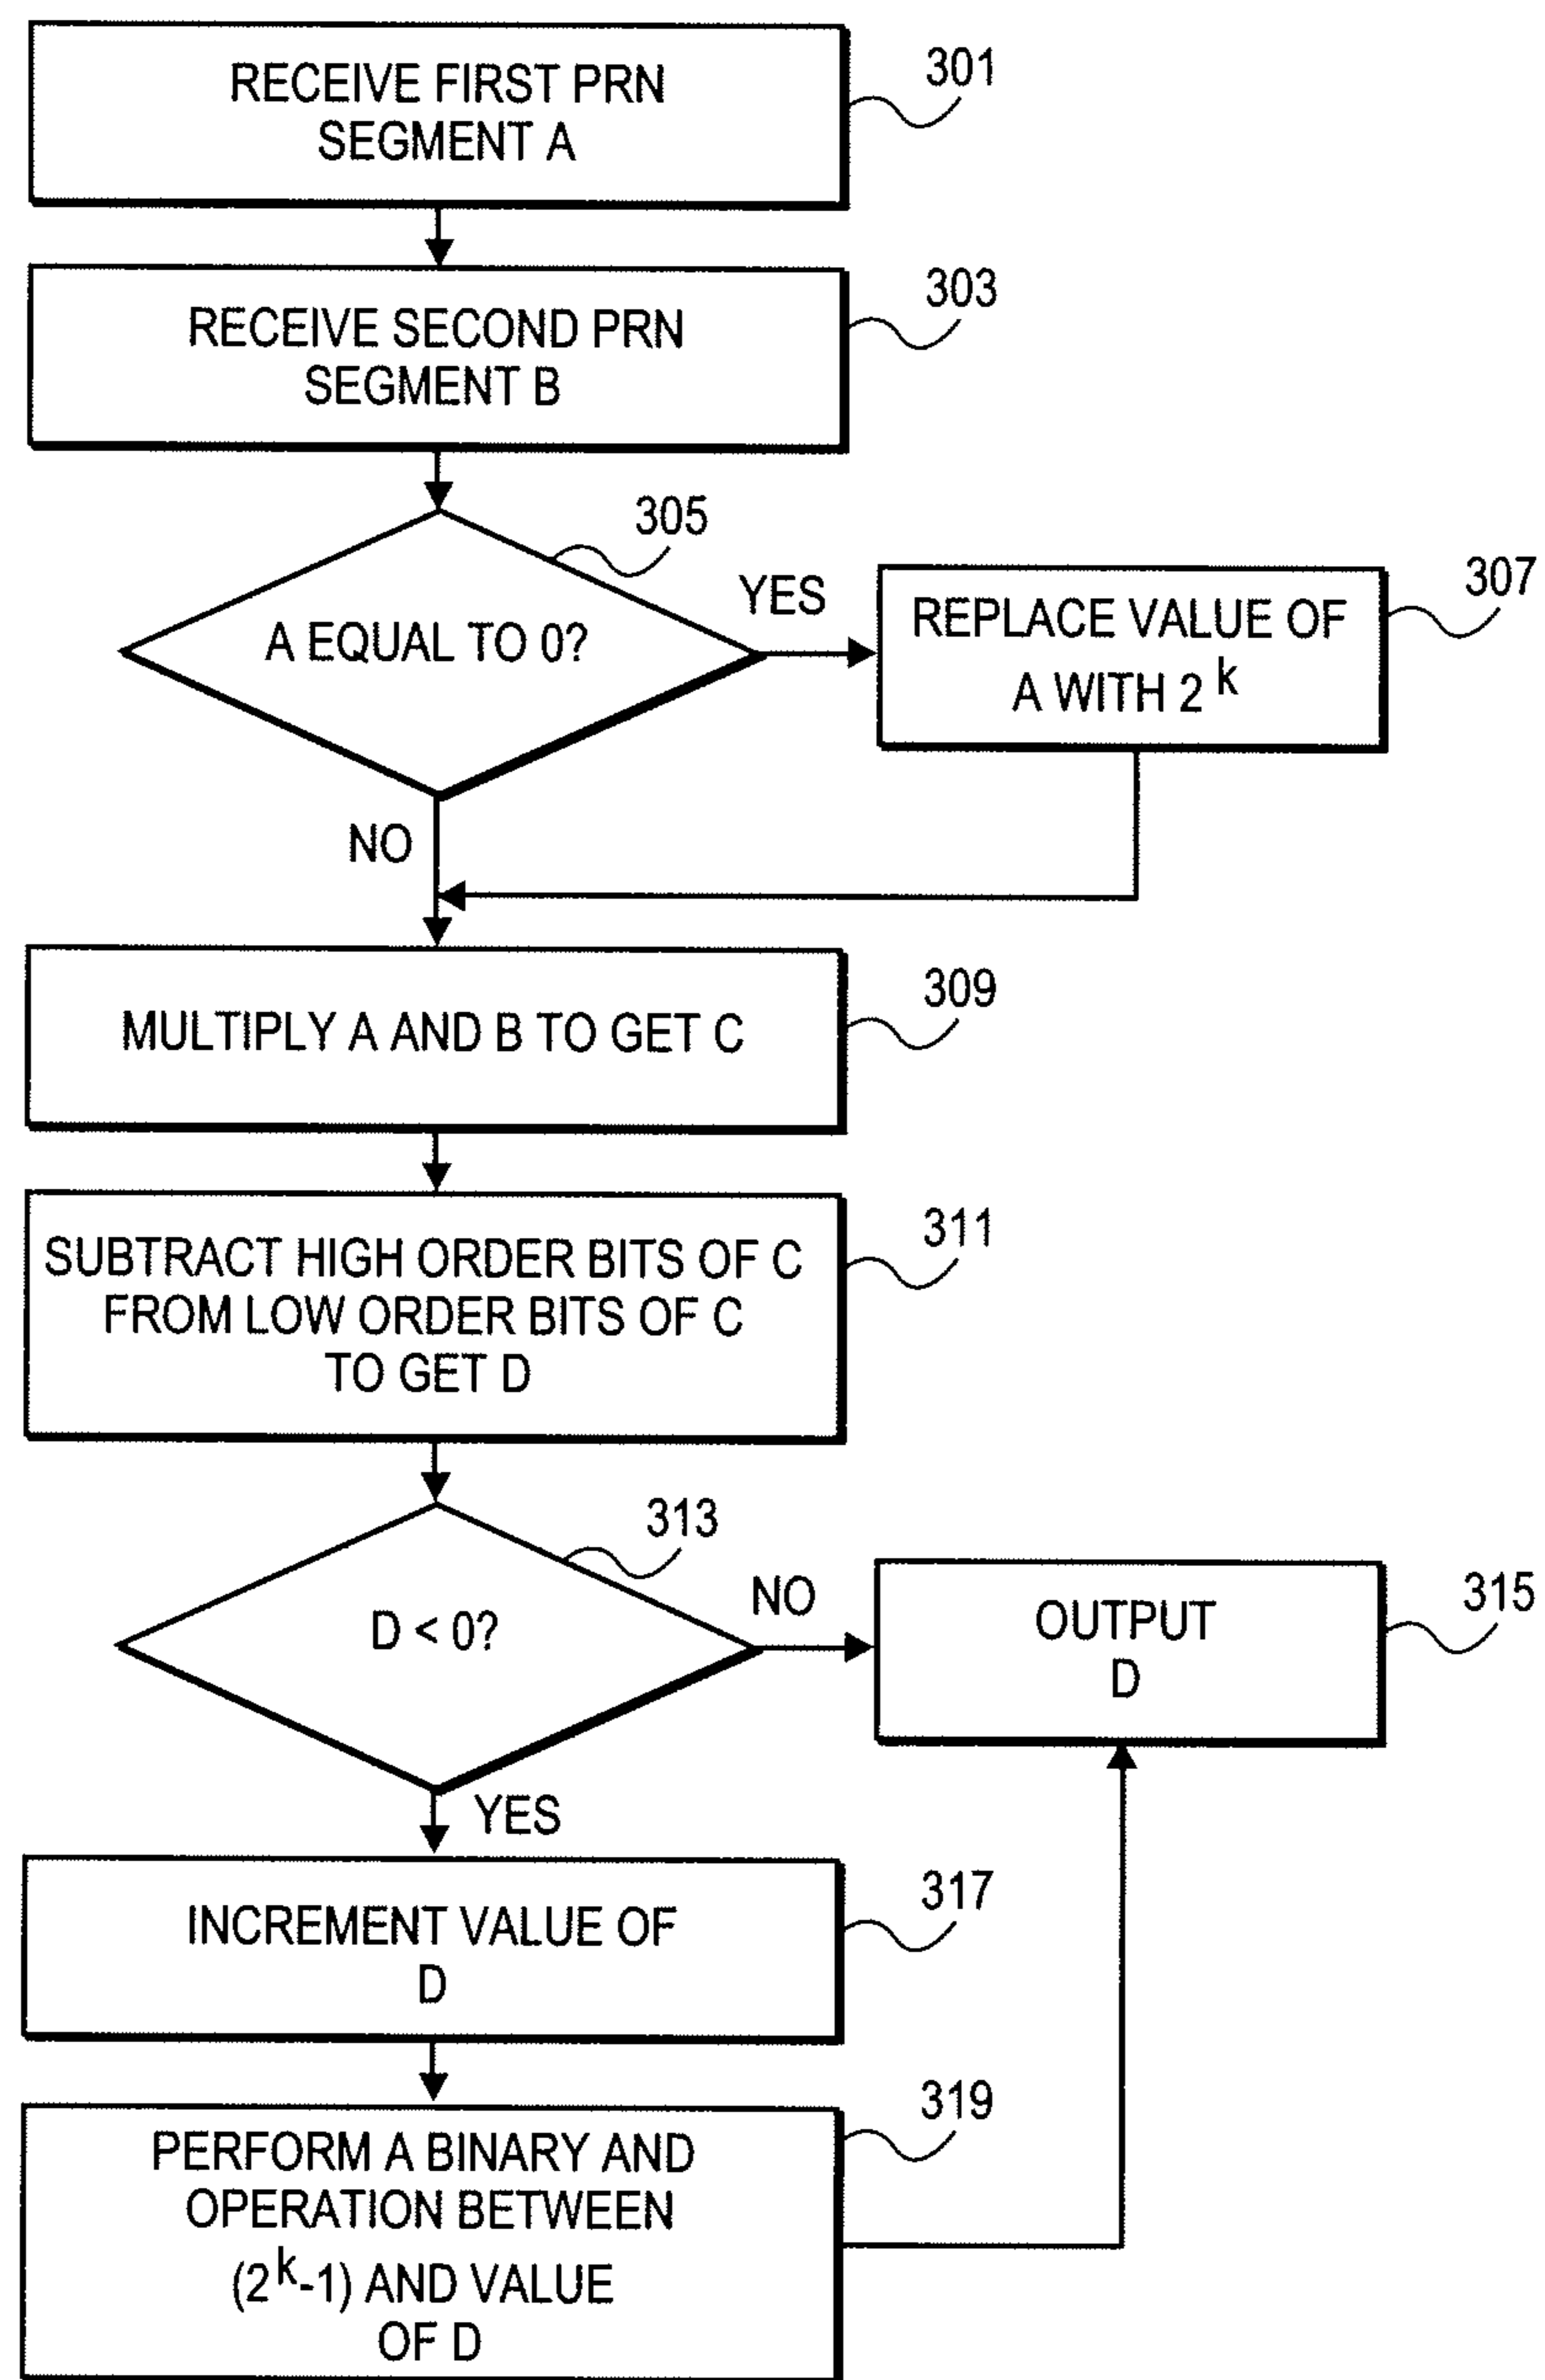 RECEIVE FIRST PRN
SEGMENT A
301
RECEIVE SECOND PRN
SEGMENT B
303
305
A EQUAL TO 0?
YES
REPLACE VALUE OF
A WITH 2^k
307
NO
MULTIPLY A AND B TO GET C
309
SUBTRACT HIGH ORDER BITS OF C
FROM LOW ORDER BITS OF C
TO GET D
311
313
D < 0?
NO
OUTPUT
D
315
YES
INCREMENT VALUE OF
D
317
PERFORM A BINARY AND
OPERATION BETWEEN
(2^k-1) AND VALUE
OF D
319